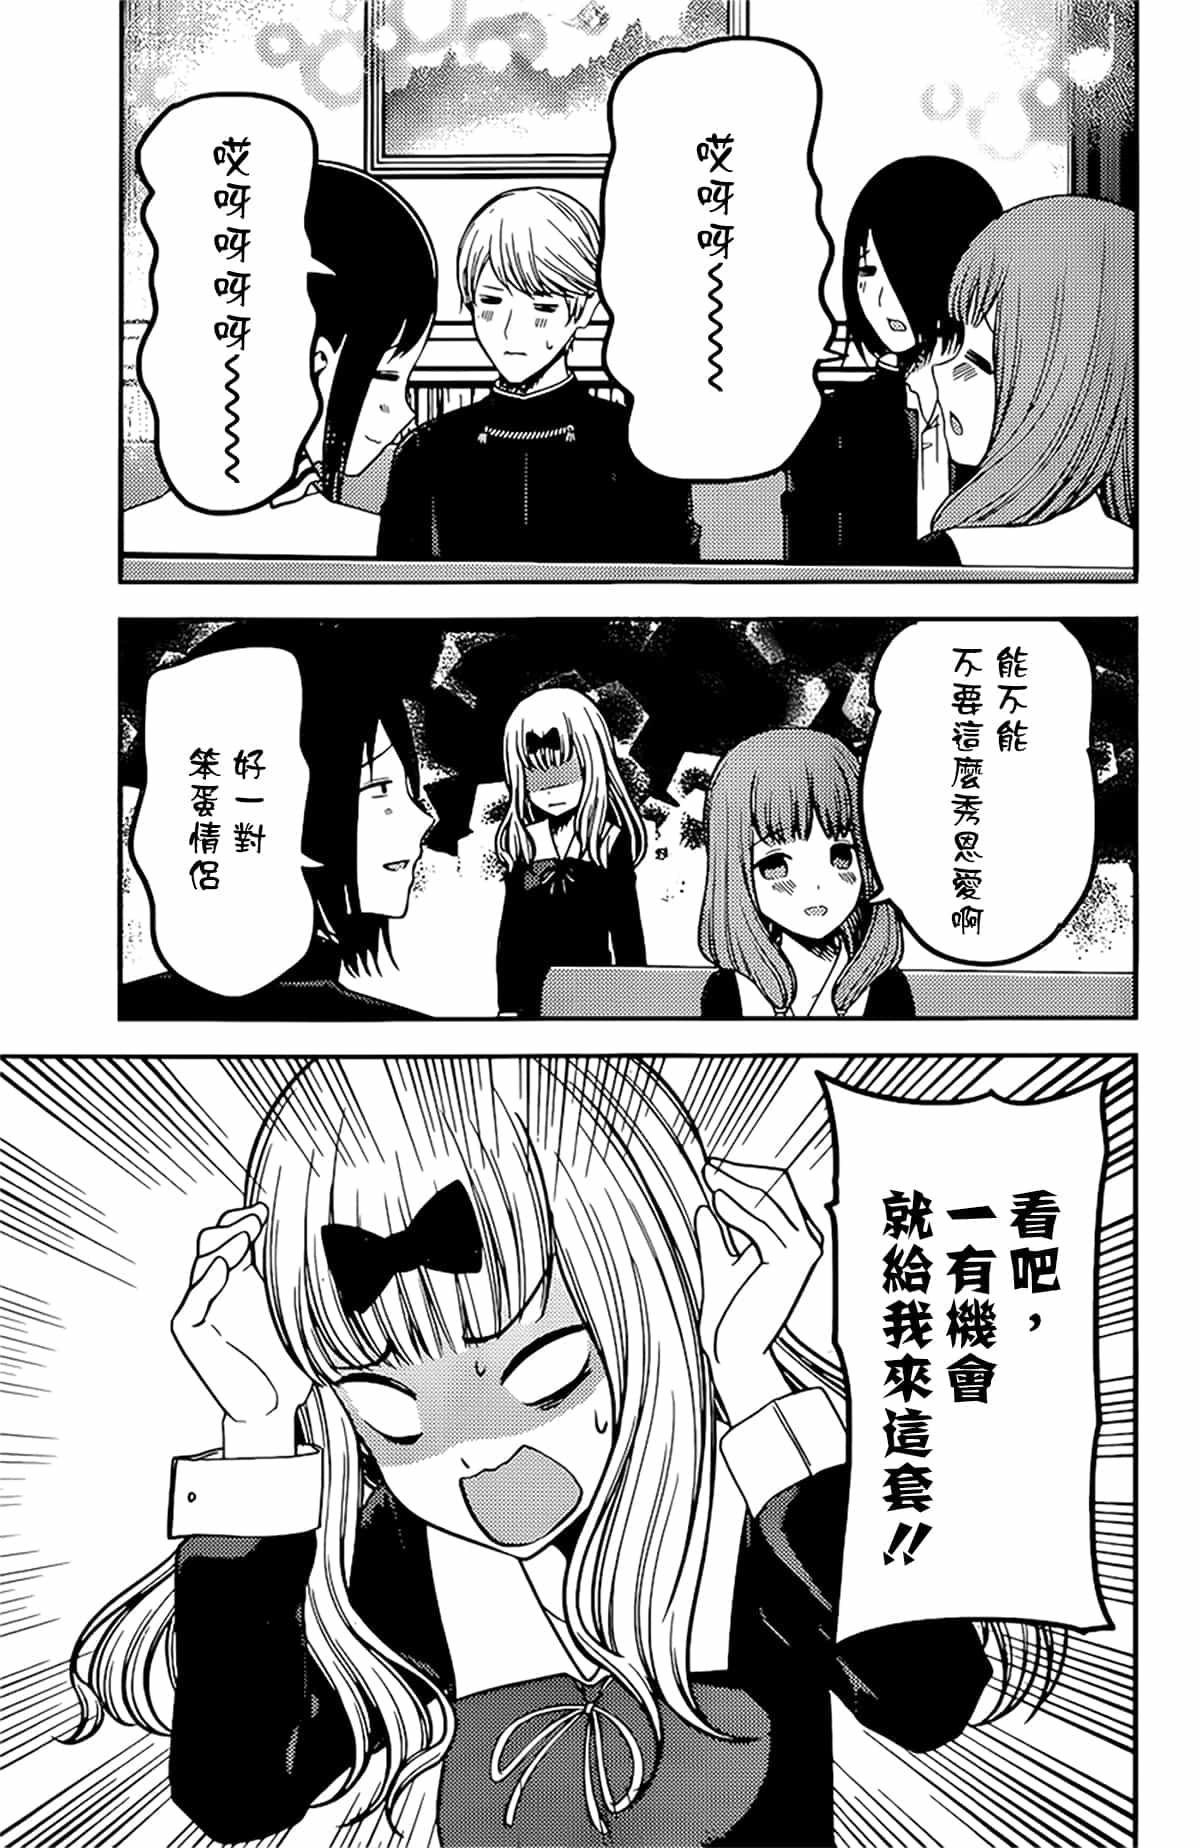 哎呀呀～～～～
哎呀呀呀呀～～～～
能不能
不要這麼秀恩愛啊
好一對
笨蛋情侶
看吧，
一有機會
就給我來這套!!